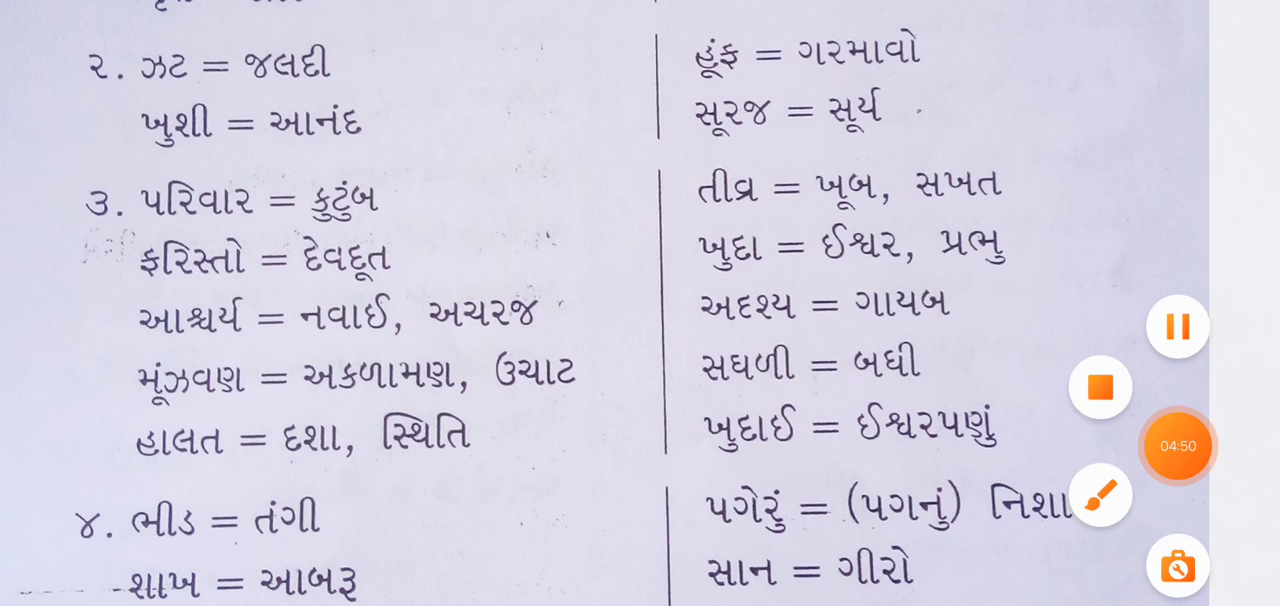 ૨. ઝટ = જલદી
ખુશી = આનંદ
હૂંફ = ગરમાવો
સૂરજ = સૂર્ય
૩. પરિવાર = કુટુંબ
ફરિસ્તો = દેવદૂત
આશ્ચર્ય = નવાઈ, અચરજ
મૂંઝવણ = અકળામણ, ઉચાટ
હાલત = દશા, સ્થિતિ
તીવ્ર = ખૂબ, સખત
ખુદા = ઈશ્વર, પ્રભુ
અદૃશ્ય = ગાયબ
સઘળી = બધી
ખુદાઈ = ઈશ્વરપણું
૪. ભીડ = તંગી
શાખ = આબરૂ
પગેરું = (પગનું) નિશા
સાન = ગીરો
04:50